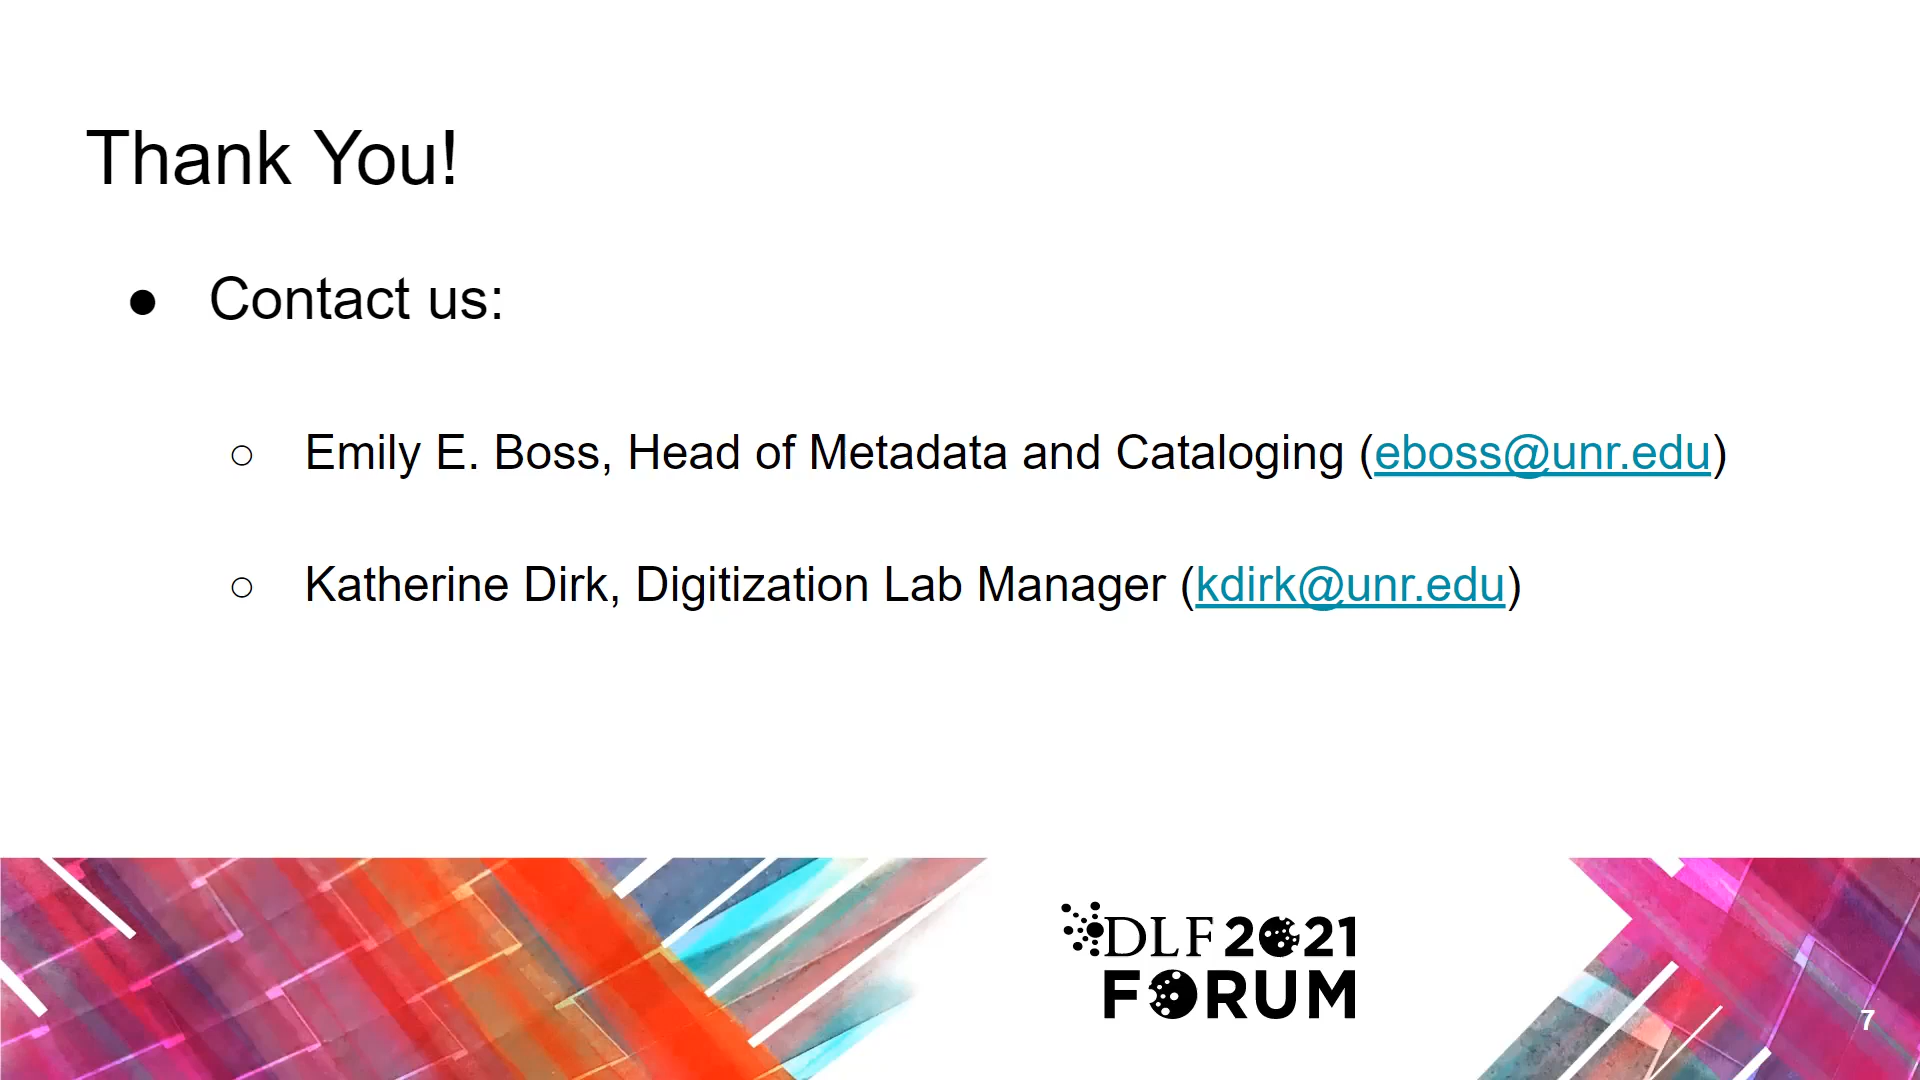 Thank You!
● Contact us:
○ Emily E. Boss, Head of Metadata and Cataloging (eboss@unr.edu)
○ Katherine Dirk, Digitization Lab Manager (kdirk@unr.edu)
DLF 2021
FORUM
7